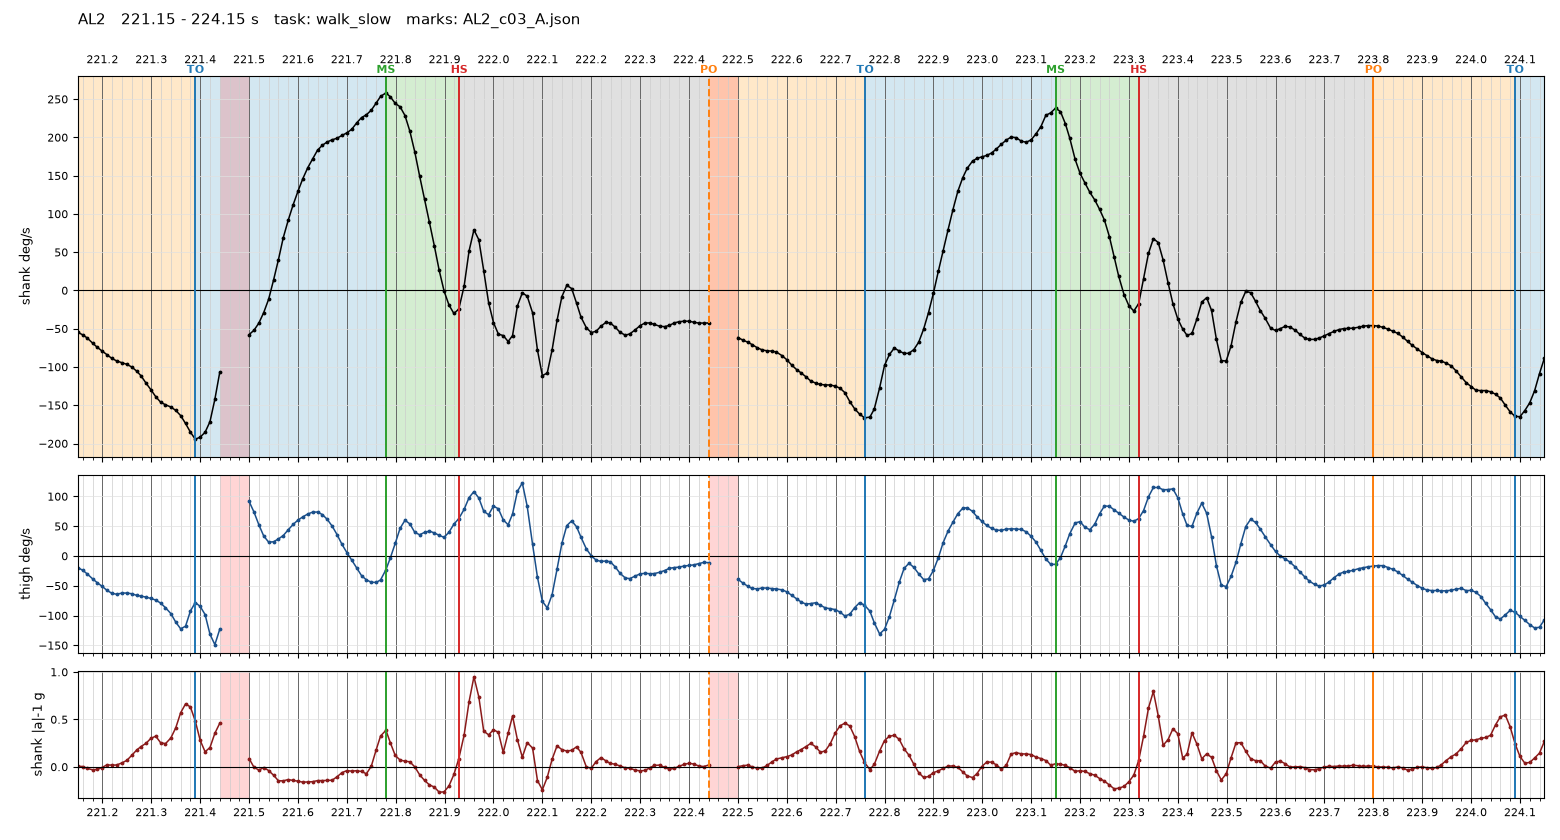 AL2   221.15 - 224.15 s   task: walk_slow   marks: AL2_c03_A.json
221.2 221.3 221.4 221.5 221.6 221.7 221.8 221.9 222.0 222.1 222.2 222.3 222.4 222.5 222.6 222.7 222.8 222.9 223.0 223.1 223.2 223.3 223.4 223.5 223.6 223.7 223.8 223.9 224.0 224.1
TO MS HS PO TO MS HS PO TO
shank deg/s
250
200
150
100
50
0
−50
−100
−150
−200
thigh deg/s
100
50
0
−50
−100
−150
shank |a|-1 g
1.0
0.5
0.0
221.2 221.3 221.4 221.5 221.6 221.7 221.8 221.9 222.0 222.1 222.2 222.3 222.4 222.5 222.6 222.7 222.8 222.9 223.0 223.1 223.2 223.3 223.4 223.5 223.6 223.7 223.8 223.9 224.0 224.1